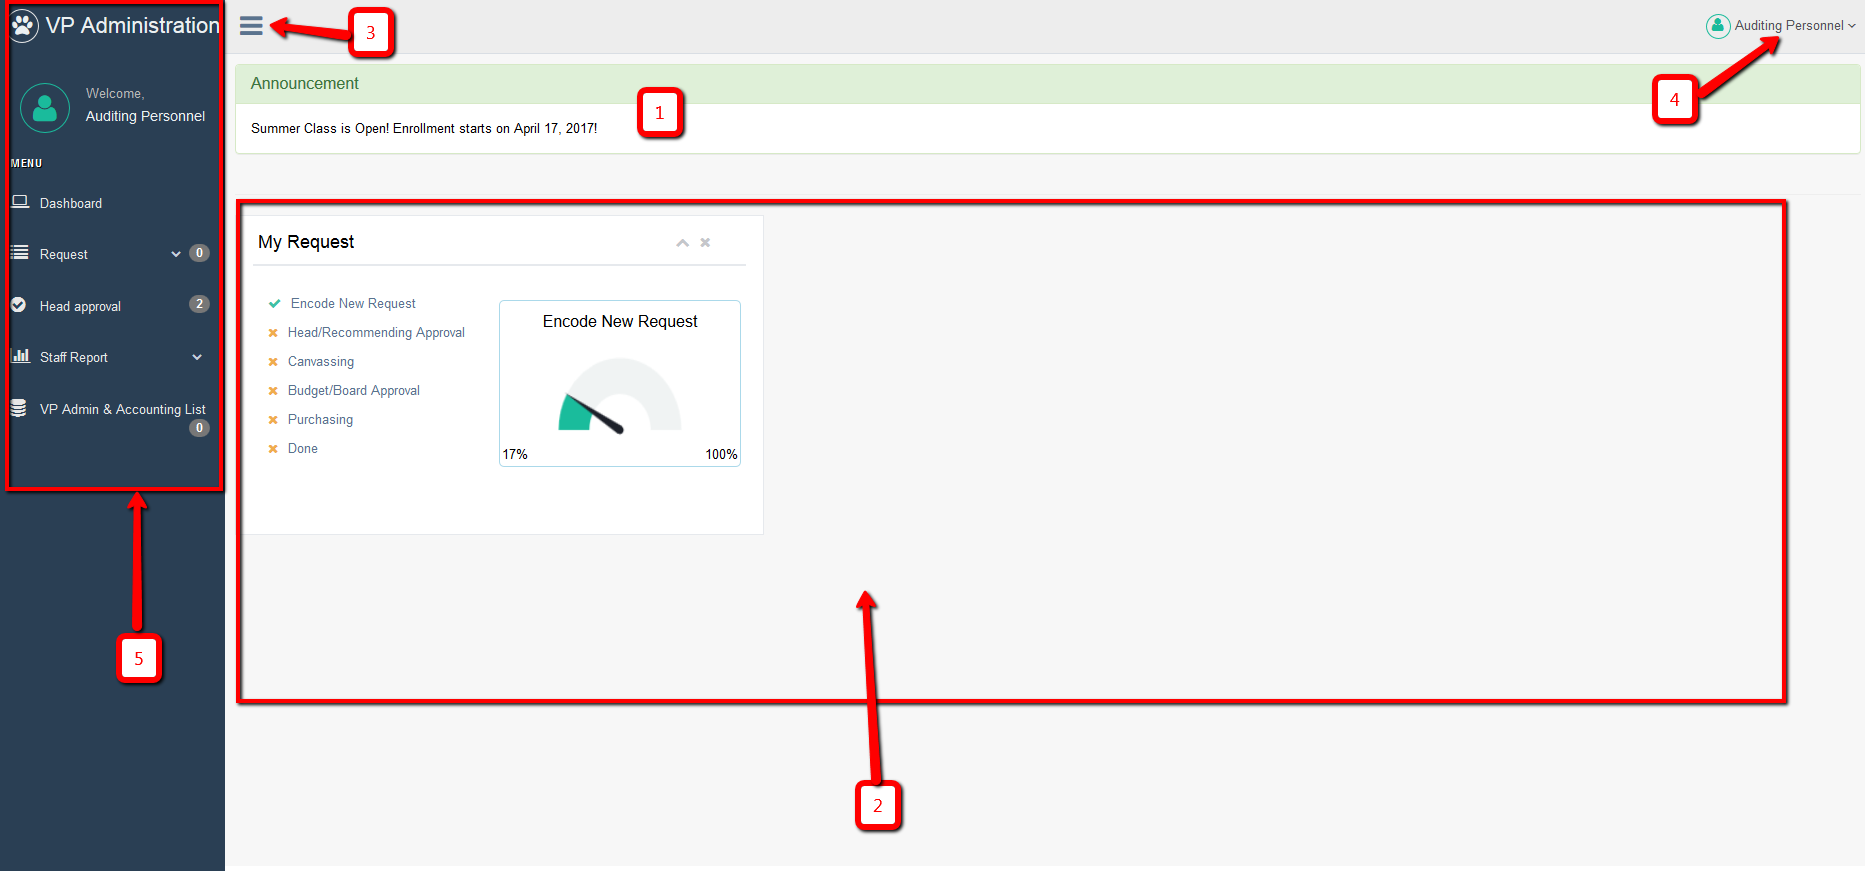 VP Administration
3
Auditing Personnel
4
Announcement
1
Summer Class is Open! Enrollment starts on April 17, 2017!
Welcome,
Auditing Personnel
MENU
Dashboard
Request 0
Head approval 2
Staff Report
VP Admin & Accounting List
0
5
My Request
Encode New Request
Head/Recommending Approval
Canvassing
Budget/Board Approval
Purchasing
Done
Encode New Request
17% 100%
2